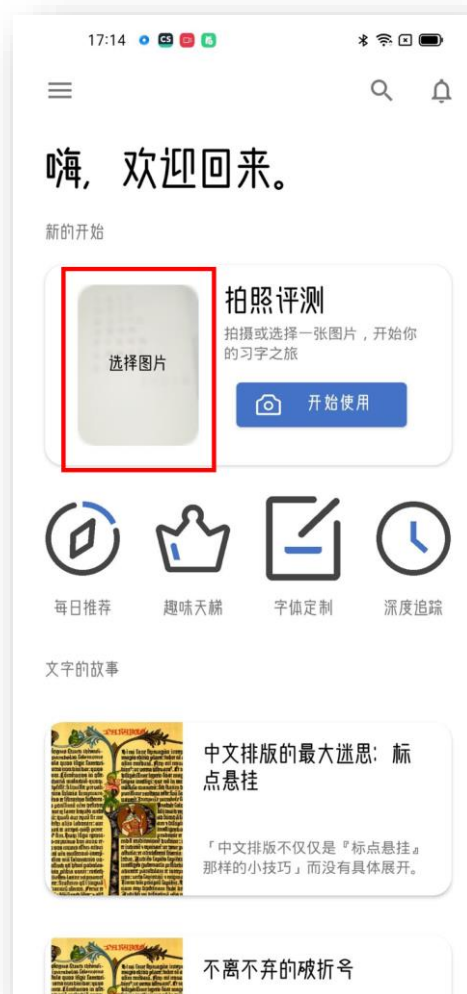 17:14
嗨，欢迎回来。
新的开始
选择图片
拍照评测
拍摄或选择一张图片，开始你
的习字之旅
开始使用
每日推荐
趣味天梯
字体定制
深度追踪
文字的故事
中文排版的最大迷思：标
点悬挂
「中文排版不仅仅是『标点悬挂』
那样的小技巧」而没有具体展开。
不离不弃的破折号